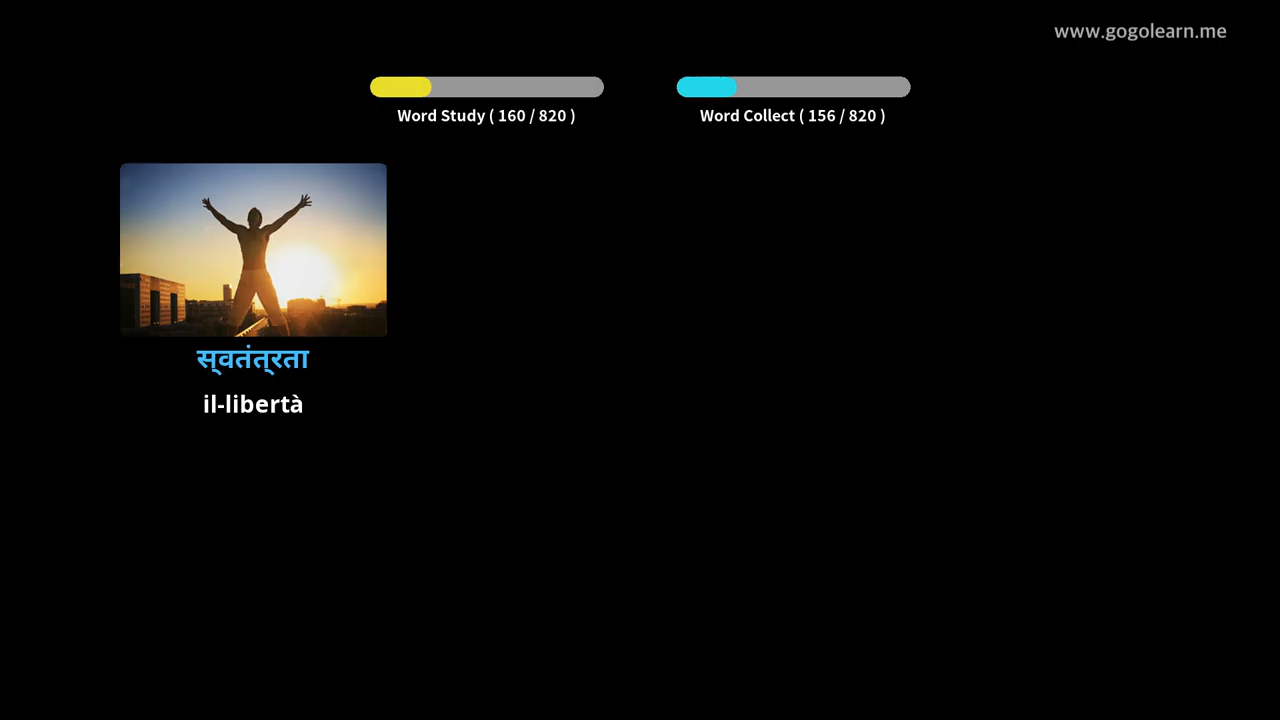 www.gogolearn.me
Word Study ( 160 / 820 )
Word Collect ( 156 / 820 )
स्वतंत्रता
il-libertà